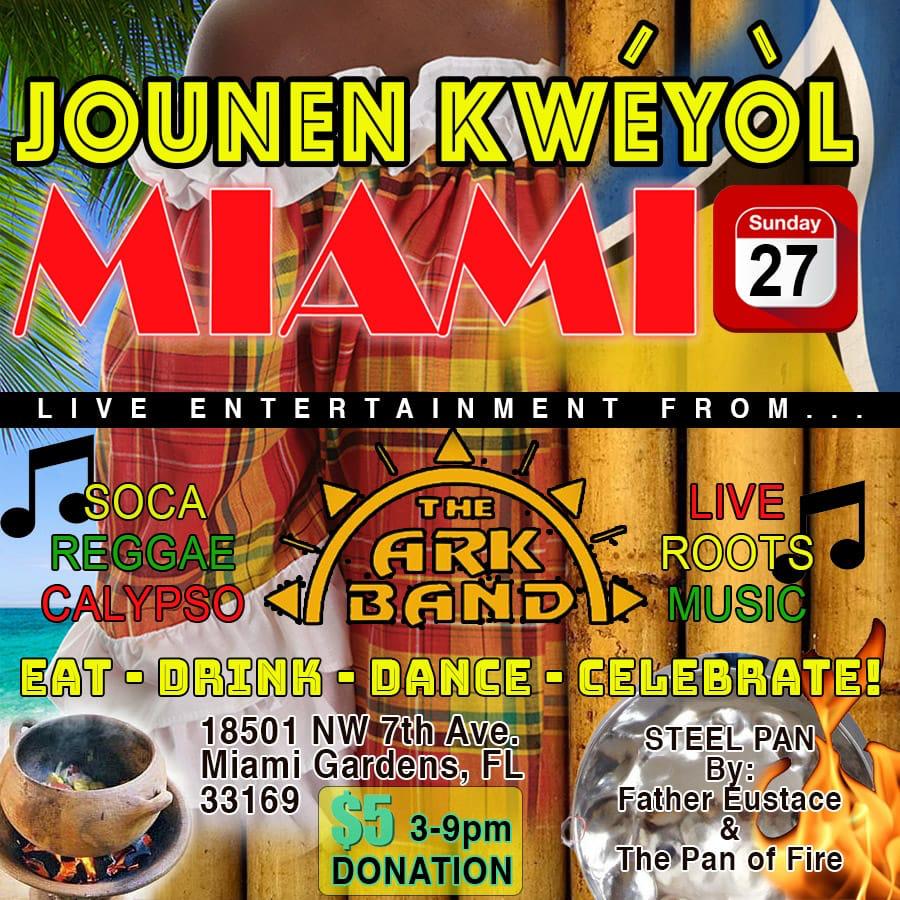 JOUNEN KWÉYÒL
MIAMI
Sunday
27
LIVE ENTERTAINMENT FROM...
SOCA
REGGAE
CALYPSO
THE
ARK
BAND
LIVE
ROOTS
MUSIC
EAT - DRINK - DANCE - CELEBRATE!
18501 NW 7th Ave.
Miami Gardens, FL
33169
$5 3-9pm
DONATION
STEEL PAN
By:
Father Eustace
&
The Pan of Fire